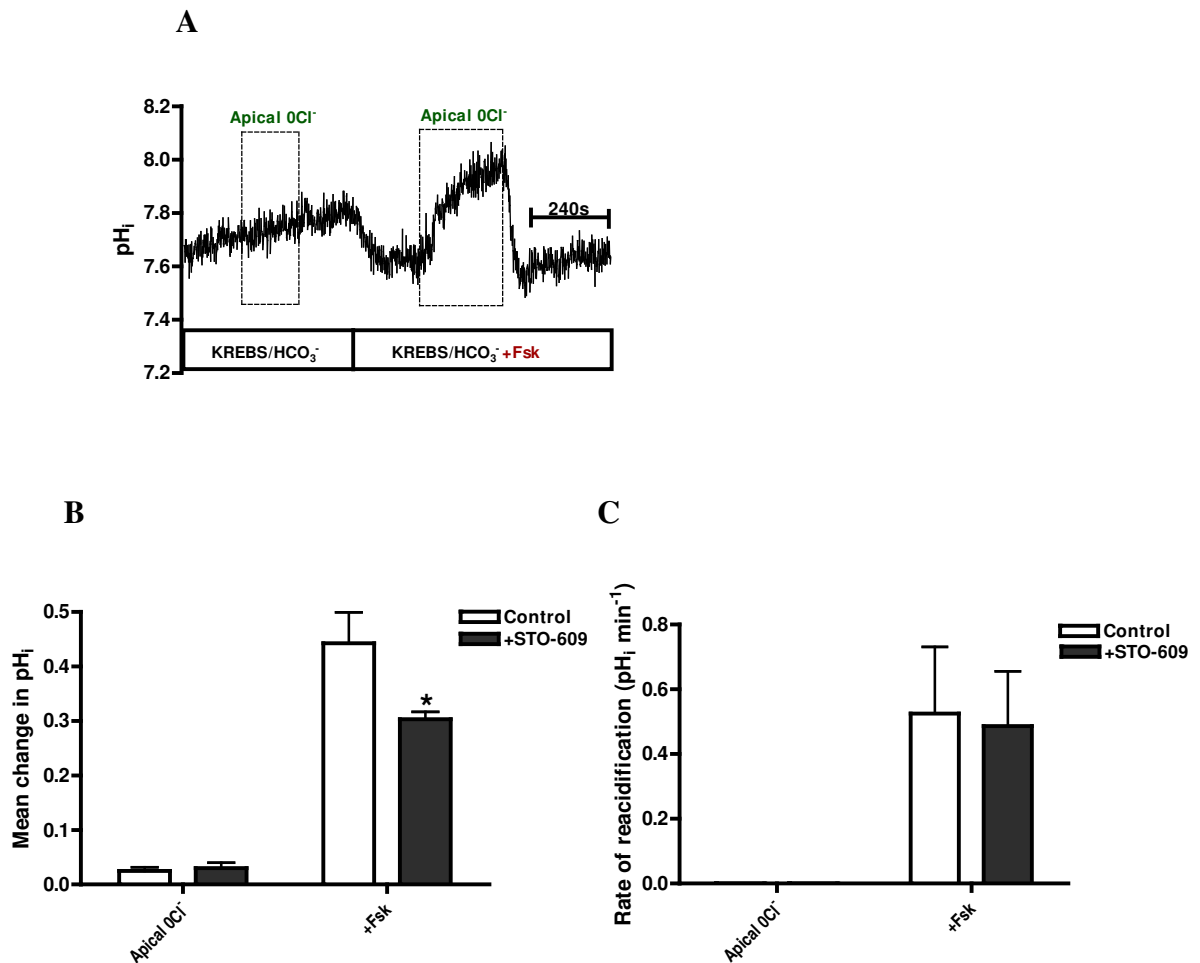 A
8.2
8.0
7.8
7.6
7.4
7.2
pHi
Apical 0Cl⁻
Apical 0Cl⁻
240s
KREBS/HCO₃⁻
KREBS/HCO₃⁻ +Fsk
B
0.5
0.4
0.3
0.2
0.1
0.0
Mean change in pHi
Control
+STO-609
*
Apical 0Cl⁻
+Fsk
C
0.8
0.6
0.4
0.2
0.0
Rate of reacidification (pHi min⁻¹)
Control
+STO-609
Apical 0Cl⁻
+Fsk